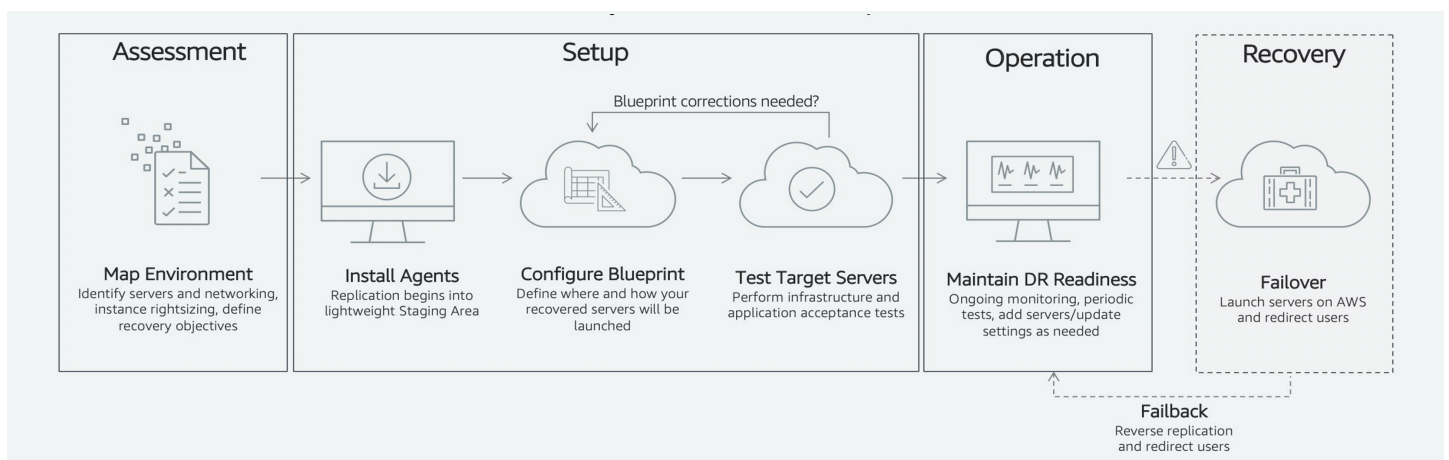 Assessment
Map Environment
Identify servers and networking,
instance rightsizing, define
recovery objectives
Setup
Blueprint corrections needed?
Install Agents
Replication begins into
lightweight Staging Area
Configure Blueprint
Define where and how your
recovered servers will be
launched
Test Target Servers
Perform infrastructure and
application acceptance tests
Operation
Maintain DR Readiness
Ongoing monitoring, periodic
tests, add servers/update
settings as needed
Recovery
Failover
Launch servers on AWS
and redirect users
Failback
Reverse replication
and redirect users